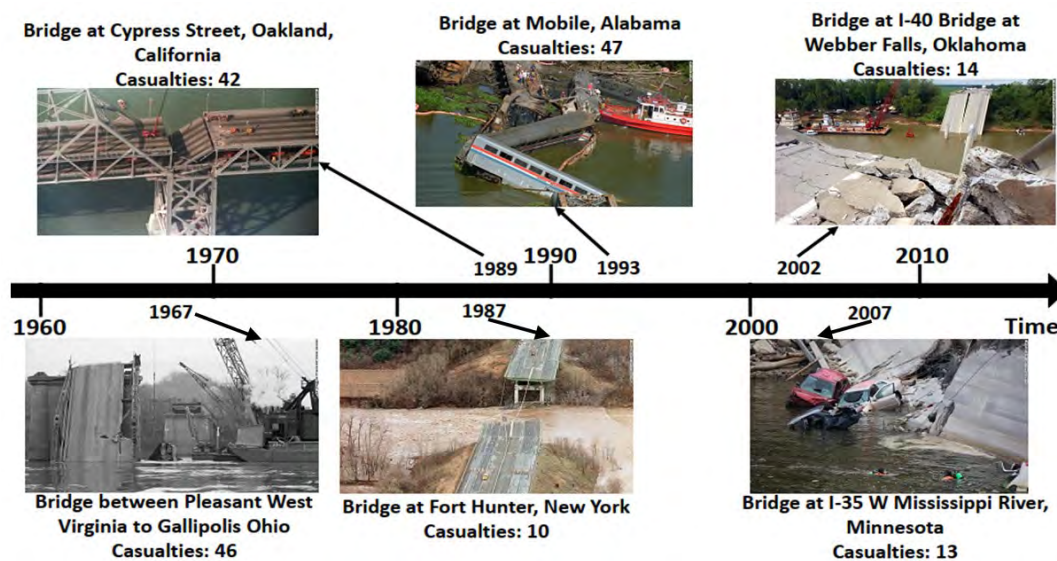 Bridge at Cypress Street, Oakland,
California
Casualties: 42
Bridge at Mobile, Alabama
Casualties: 47
Bridge at I-40 Bridge at
Webber Falls, Oklahoma
Casualties: 14
1970
1989
1990
1993
2002
2010
1960
1967
1980
1987
2000
2007
Time
Bridge between Pleasant West
Virginia to Gallipolis Ohio
Casualties: 46
Bridge at Fort Hunter, New York
Casualties: 10
Bridge at I-35 W Mississippi River,
Minnesota
Casualties: 13